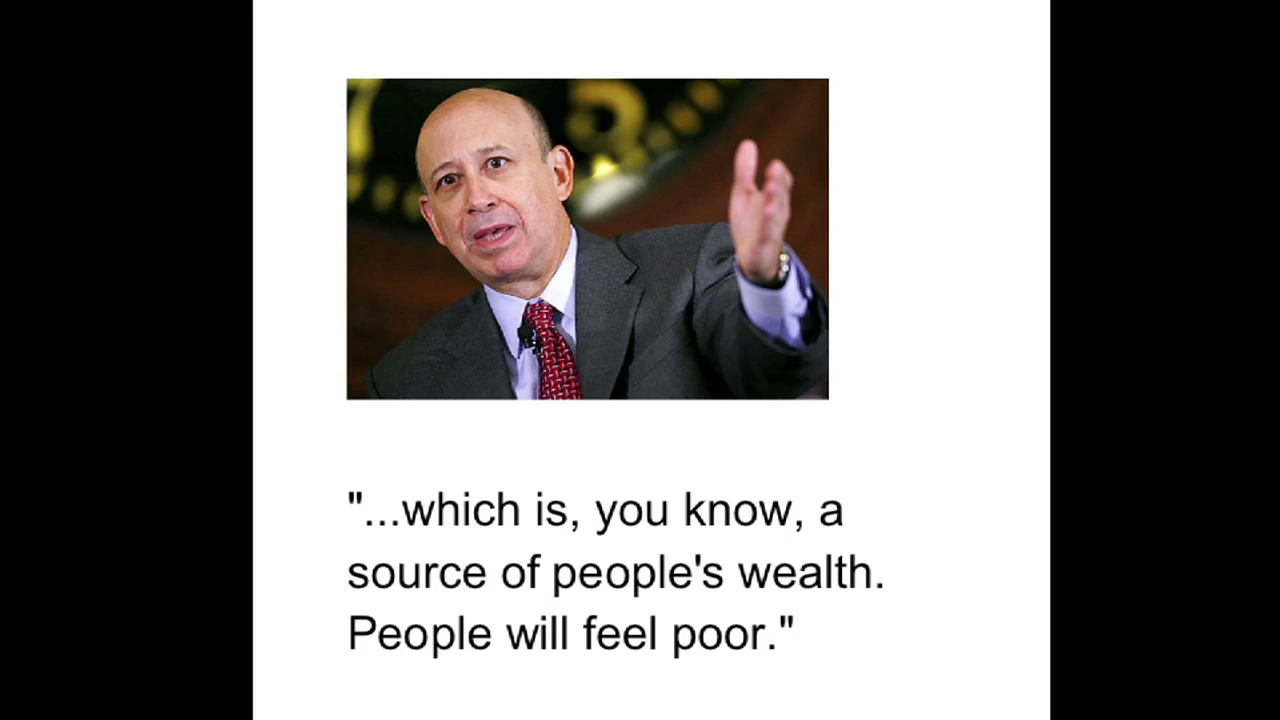 "...which is, you know, a
source of people's wealth.
People will feel poor."